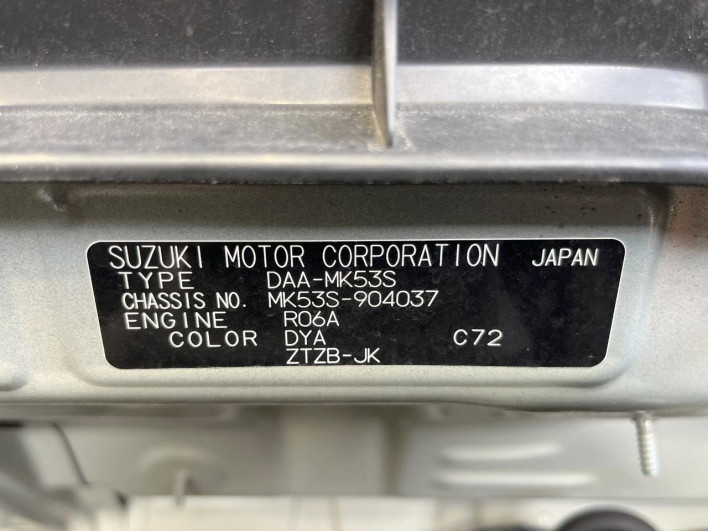 SUZUKI MOTOR CORPORATION JAPAN
TYPE DAA-MK53S
CHASSIS NO. MK53S-904037
ENGINE R06A
COLOR DYA C72
ZTZB-JK